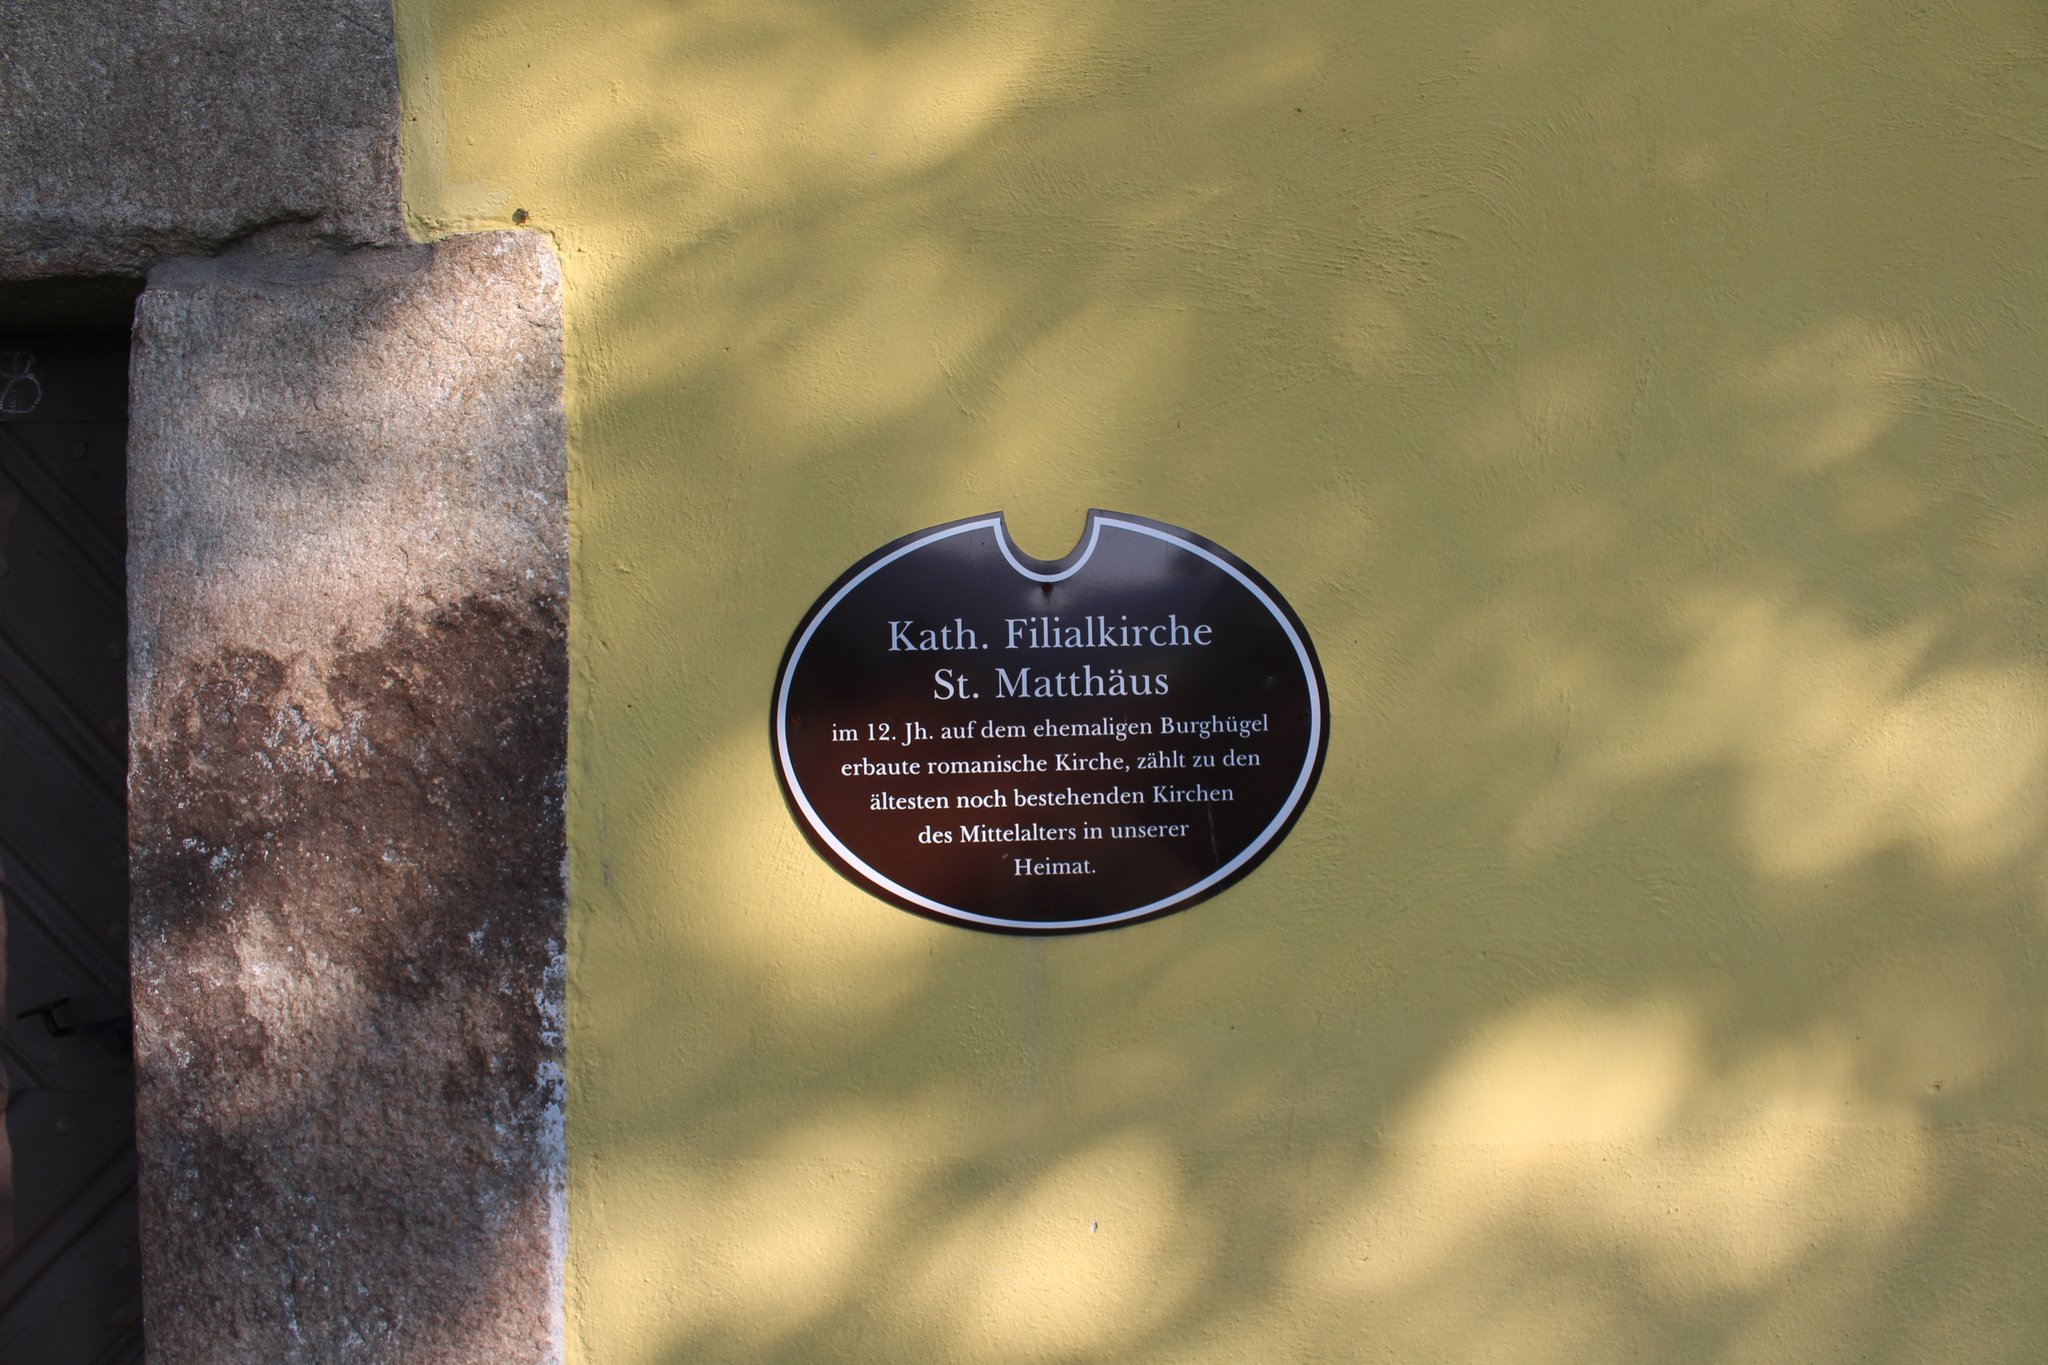 Kath. Filialkirche
St. Matthäus
im 12. Jh. auf dem ehemaligen Burghügel
erbaute romanische Kirche, zählt zu den
ältesten noch bestehenden Kirchen
des Mittelalters in unserer
Heimat.